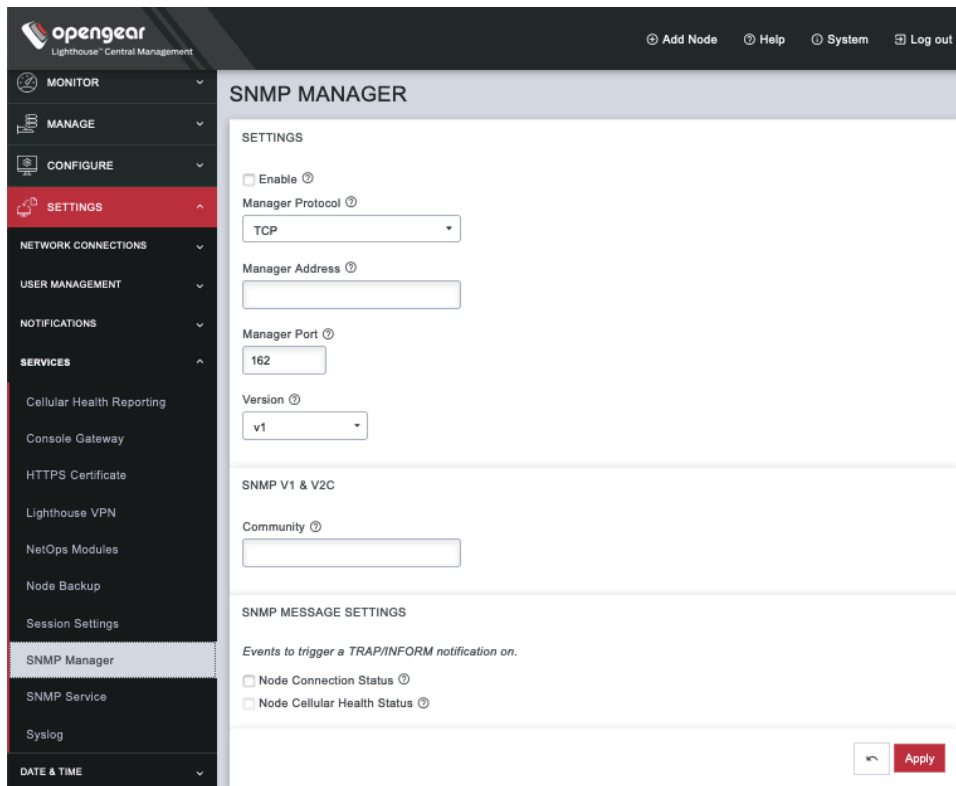 opengear
Lighthouse™ Central Management
Add Node
Help
System
Log out
MONITOR
MANAGE
CONFIGURE
SETTINGS
NETWORK CONNECTIONS
USER MANAGEMENT
NOTIFICATIONS
SERVICES
Cellular Health Reporting
Console Gateway
HTTPS Certificate
Lighthouse VPN
NetOps Modules
Node Backup
Session Settings
SNMP Manager
SNMP Service
Syslog
DATE & TIME
SNMP MANAGER
SETTINGS
Enable
Manager Protocol
TCP
Manager Address
Manager Port
162
Version
v1
SNMP V1 & V2C
Community
SNMP MESSAGE SETTINGS
Events to trigger a TRAP/INFORM notification on.
Node Connection Status
Node Cellular Health Status
Apply